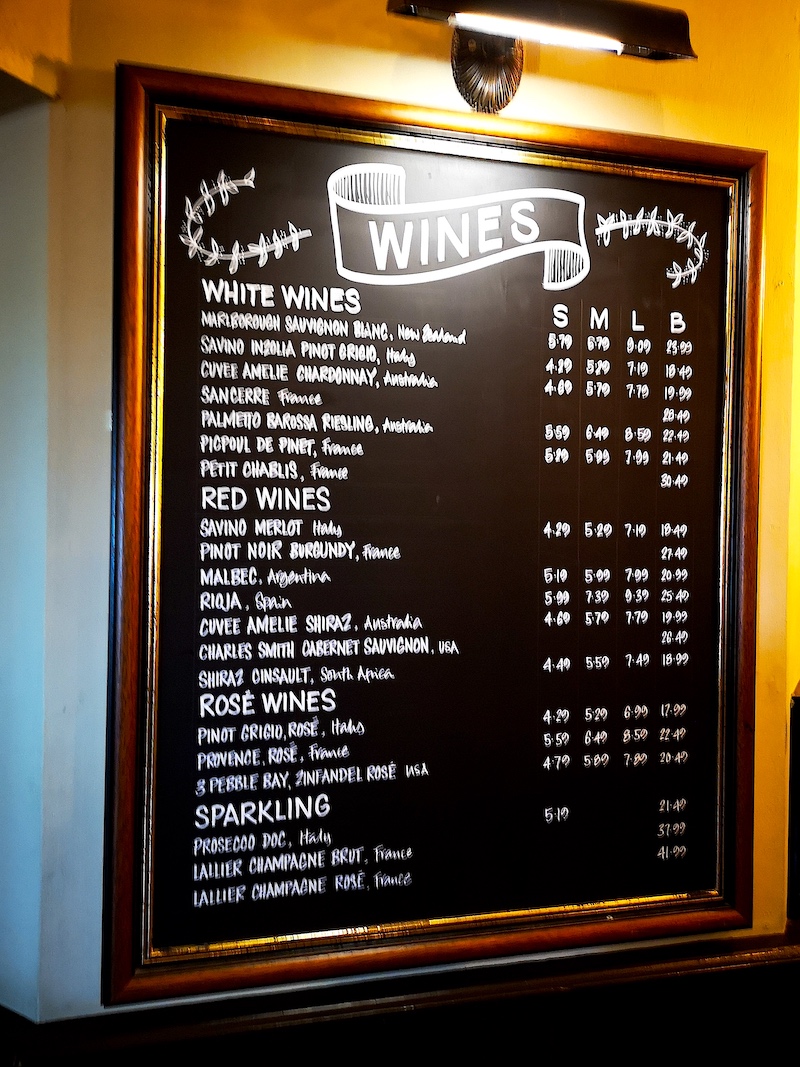 WINES
WHITE WINES S M L B
MARLBOROUGH SAUVIGNON BLANC, New Zealand 5.79 6.79 9.09 23.99
SAVINO INZOLIA PINOT GRIGIO, Italy 4.29 5.29 7.19 18.49
CUVEE AMELIE CHARDONNAY, Australia 4.69 5.79 7.79 19.99
SANCERRE France 28.49
PALMETTO BAROSSA RIESLING, Australia 5.59 6.49 8.59 22.49
PICPOUL DE PINET, France 5.29 5.99 7.99 21.49
PETIT CHABLIS, France 30.49
RED WINES
SAVINO MERLOT Italy 4.29 5.29 7.19 18.49
PINOT NOIR BURGUNDY, France 27.49
MALBEC, Argentina 5.19 5.99 7.99 20.99
RIOJA, Spain 5.99 7.39 9.39 25.49
CUVEE AMELIE SHIRAZ, Australia 4.69 5.79 7.79 19.99
CHARLES SMITH CABERNET SAUVIGNON, USA 26.49
SHIRAZ CINSAULT, South Africa 4.49 5.59 7.49 18.99
ROSÉ WINES
PINOT GRIGIO, ROSÉ, Italy 4.29 5.29 6.99 17.99
PROVENCE, ROSÉ, France 5.59 6.49 8.59 22.49
3 PEBBLE BAY, ZINFANDEL ROSÉ USA 4.79 5.89 7.89 20.49
SPARKLING
PROSECCO DOC, Italy 5.19 21.49
LALLIER CHAMPAGNE BRUT, France 37.99
LALLIER CHAMPAGNE ROSÉ, France 41.99